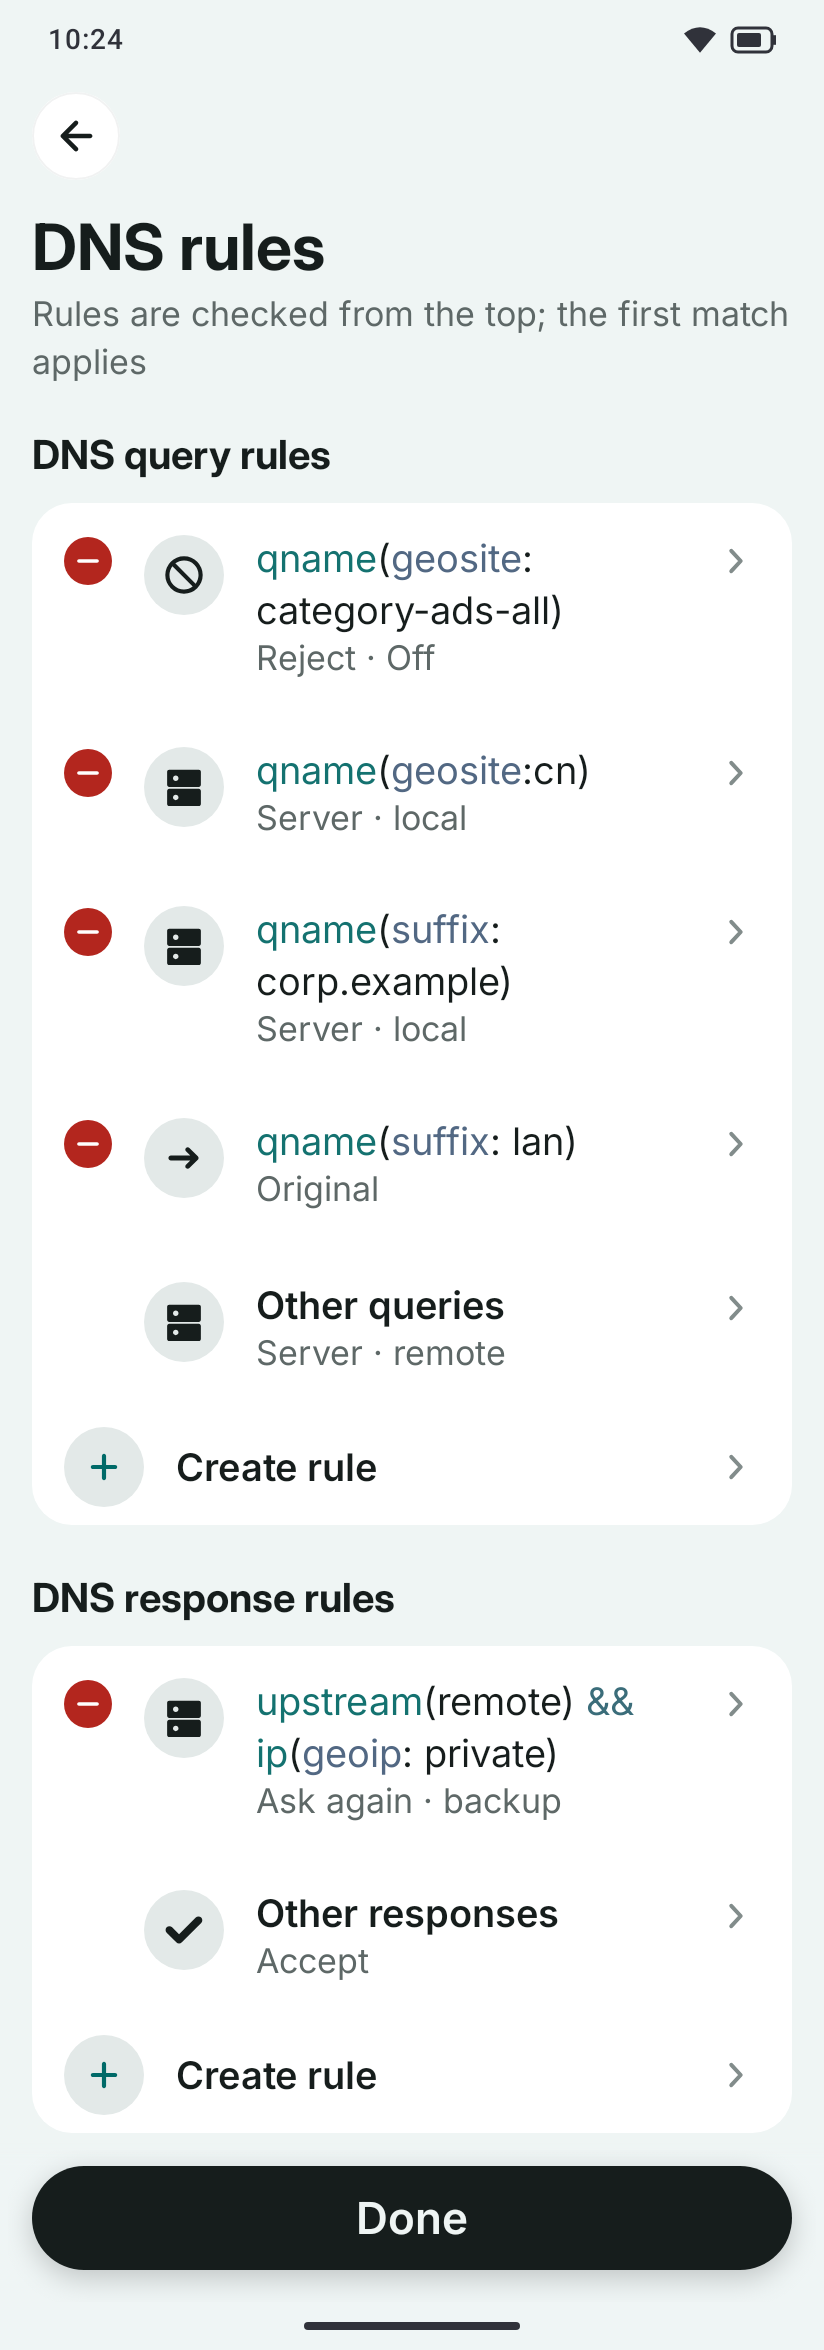 10:24
DNS rules
Rules are checked from the top; the first match
applies
DNS query rules
qname(geosite:
category-ads-all)
Reject · Off
qname(geosite:cn)
Server · local
qname(suffix:
corp.example)
Server · local
qname(suffix: lan)
Original
Other queries
Server · remote
Create rule
DNS response rules
upstream(remote) &&
ip(geoip: private)
Ask again · backup
Other responses
Accept
Create rule
Done